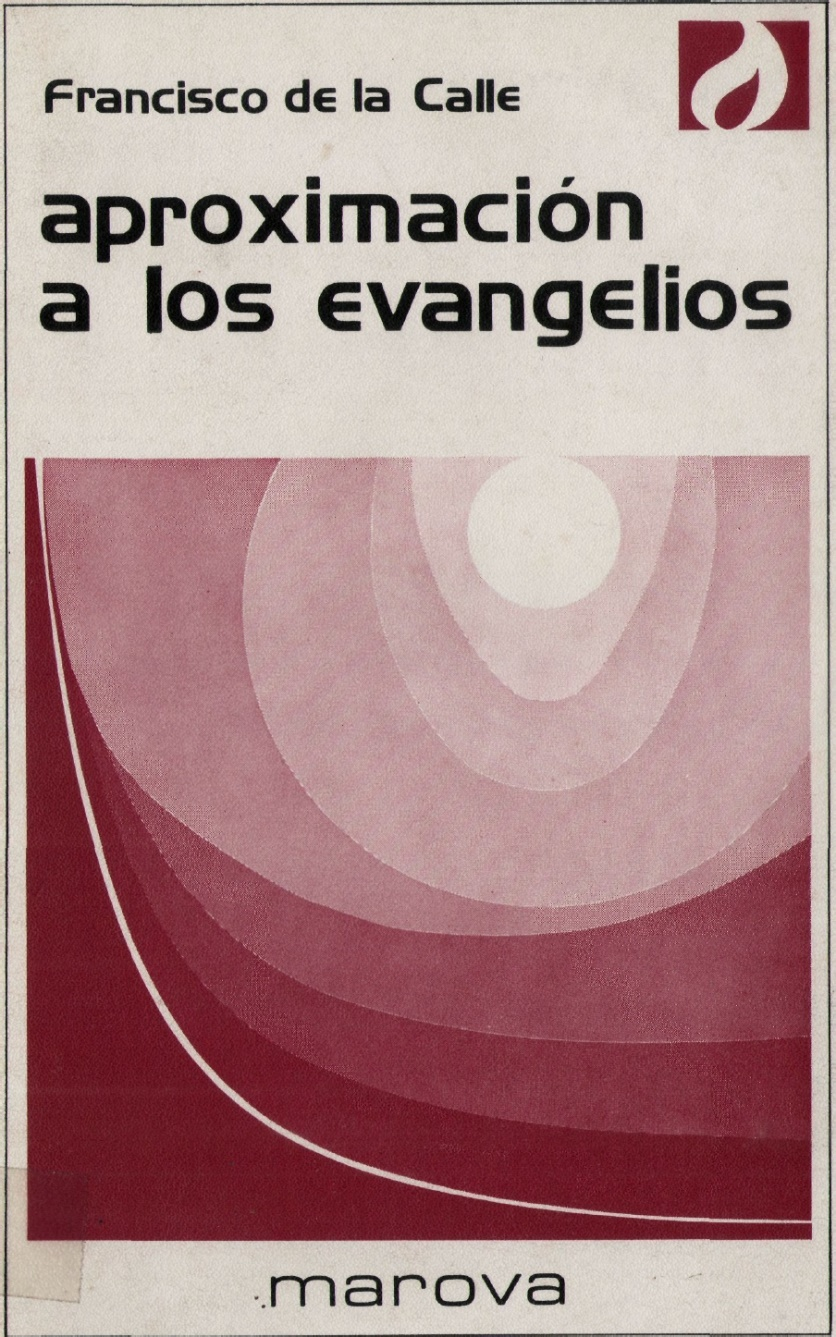 Francisco de la Calle
aproximación
a los evangelios
marova